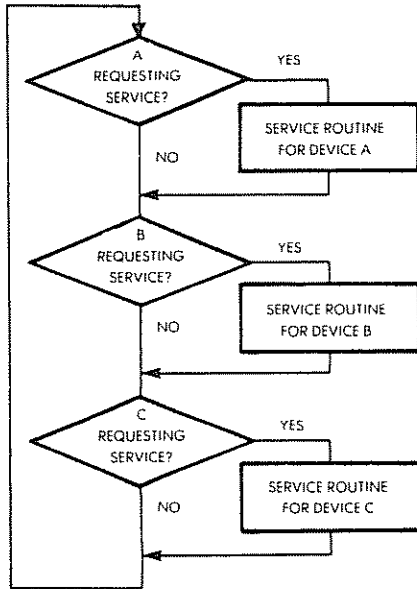 A
REQUESTING
SERVICE?
YES
SERVICE ROUTINE
FOR DEVICE A
NO
B
REQUESTING
SERVICE?
YES
SERVICE ROUTINE
FOR DEVICE B
NO
C
REQUESTING
SERVICE?
YES
SERVICE ROUTINE
FOR DEVICE C
NO